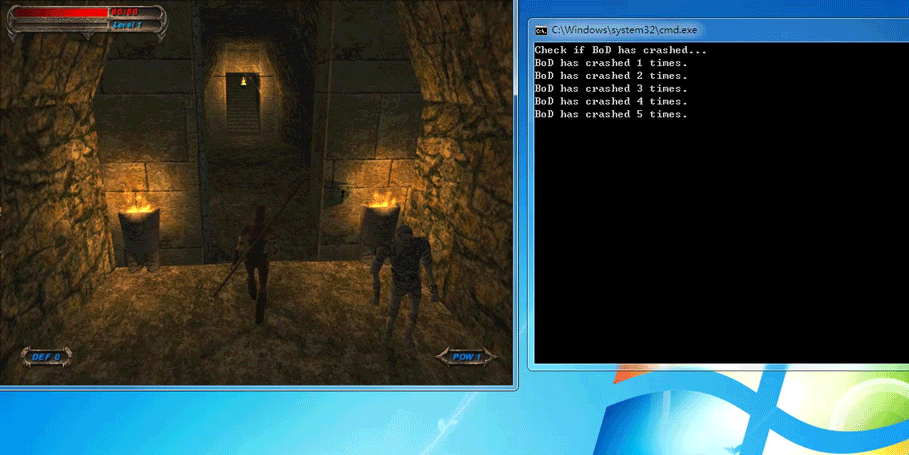 Level 1
DEF 0
POW 1
C:\Windows\system32\cmd.exe
C:\
Check if BoD has crashed...
BoD has crashed 1 times.
BoD has crashed 2 times.
BoD has crashed 3 times.
BoD has crashed 4 times.
BoD has crashed 5 times.